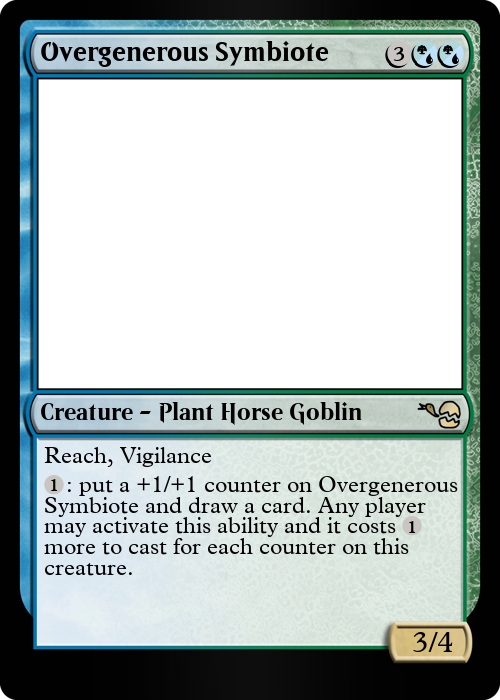 Overgenerous Symbiote 3
Creature – Plant Horse Goblin
Reach, Vigilance
1: put a +1/+1 counter on Overgenerous
Symbiote and draw a card. Any player
may activate this ability and it costs 1
more to cast for each counter on this
creature.
3/4